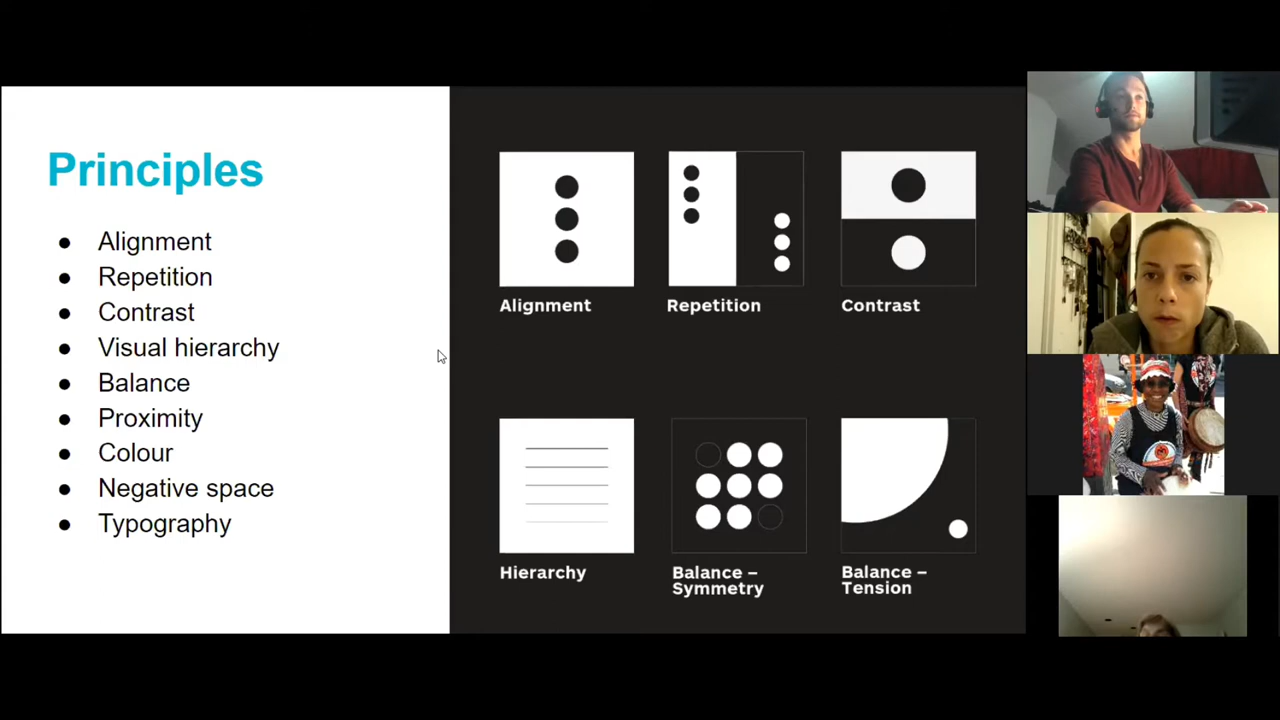 Principles
● Alignment
● Repetition
● Contrast
● Visual hierarchy
● Balance
● Proximity
● Colour
● Negative space
● Typography
Alignment
Repetition
Contrast
Hierarchy
Balance –
Symmetry
Balance –
Tension